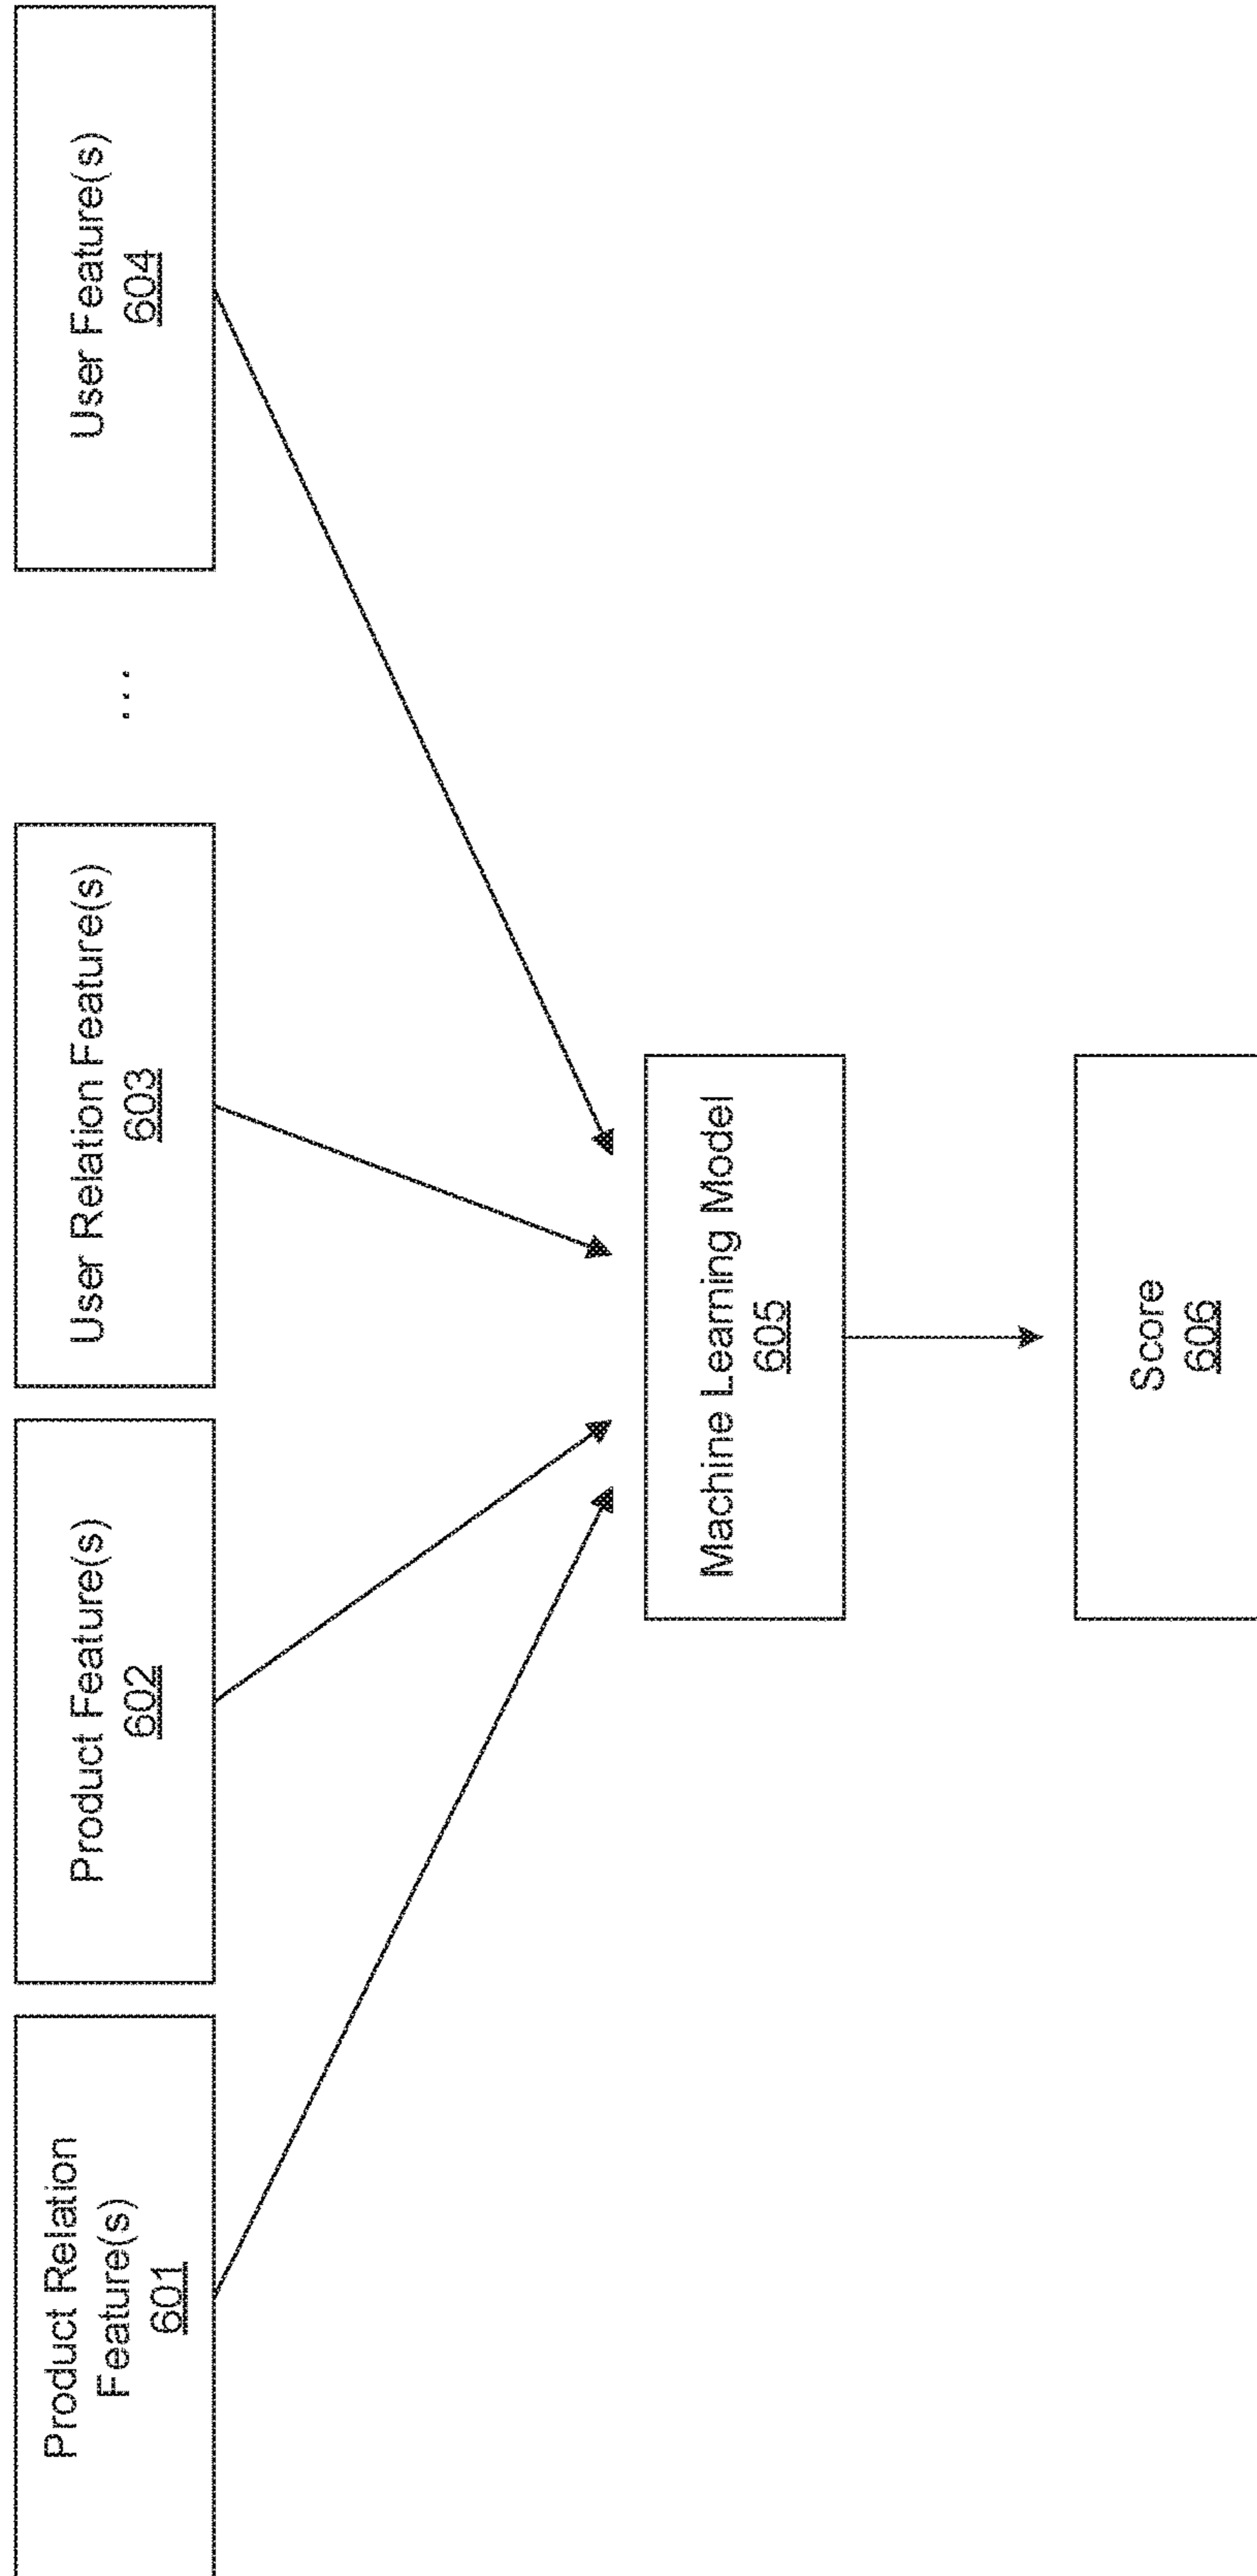 Product Relation
Feature(s)
601
Product Feature(s)
602
User Relation Feature(s)
603
...
User Feature(s)
604
Machine Learning Model
605
Score
606